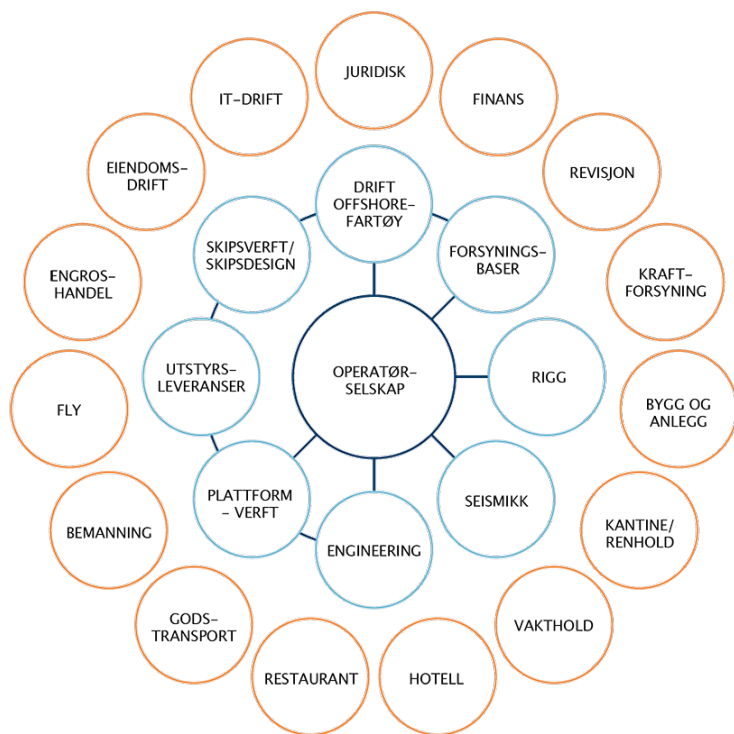 JURIDISK
IT-DRIFT
FINANS
EIENDOMS-
DRIFT
REVISJON
DRIFT
OFFSHORE-
FARTØY
SKIPSVERFT/
SKIPSDESIGN
FORSYNINGS-
BASER
ENGROS-
HANDEL
KRAFT-
FORSYNING
UTSTYRS-
LEVERANSER
OPERATØR-
SELSKAP
RIGG
FLY
BYGG OG
ANLEGG
PLATTFORM
- VERFT
SEISMIKK
BEMANNING
KANTINE/
RENHOLD
ENGINEERING
GODS-
TRANSPORT
VAKTHOLD
RESTAURANT
HOTELL